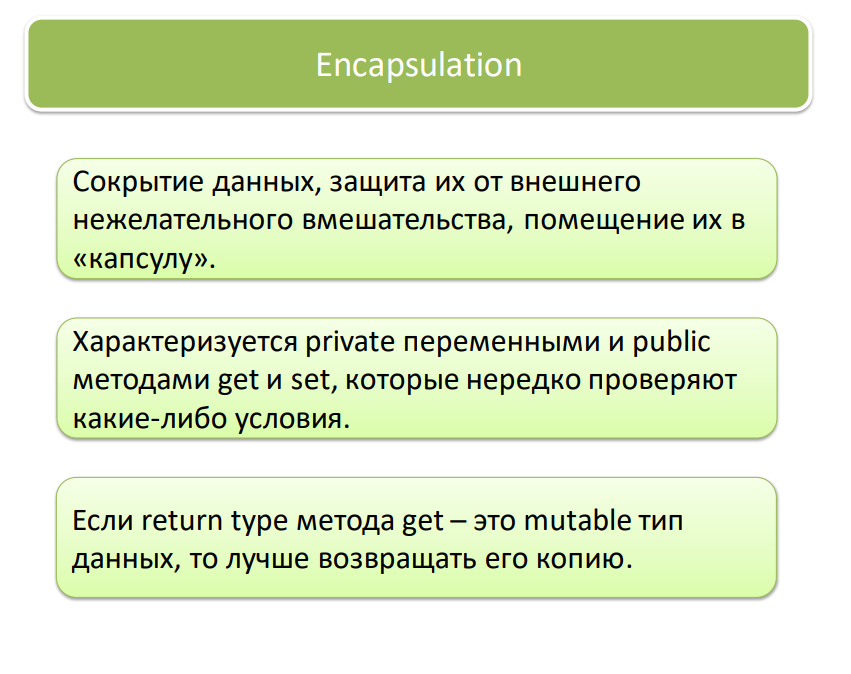 Encapsulation
Сокрытие данных, защита их от внешнего
нежелательного вмешательства, помещение их в
«капсулу».
Характеризуется private переменными и public
методами get и set, которые нередко проверяют
какие-либо условия.
Если return type метода get – это mutable тип
данных, то лучше возвращать его копию.